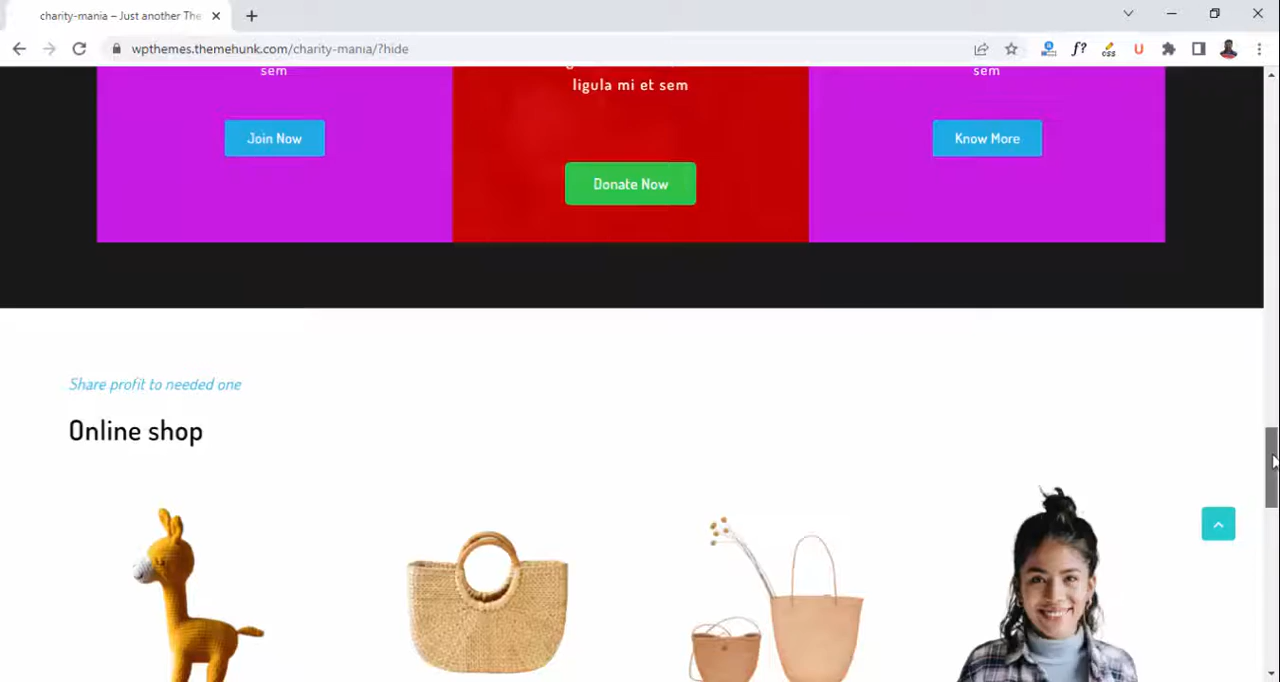 charity-mania – Just another The
wpthemes.themehunk.com/charity-mania/?hide
f?
css
U
sem
ligula mi et sem
sem
Join Now
Know More
Donate Now
Share profit to needed one
Online shop